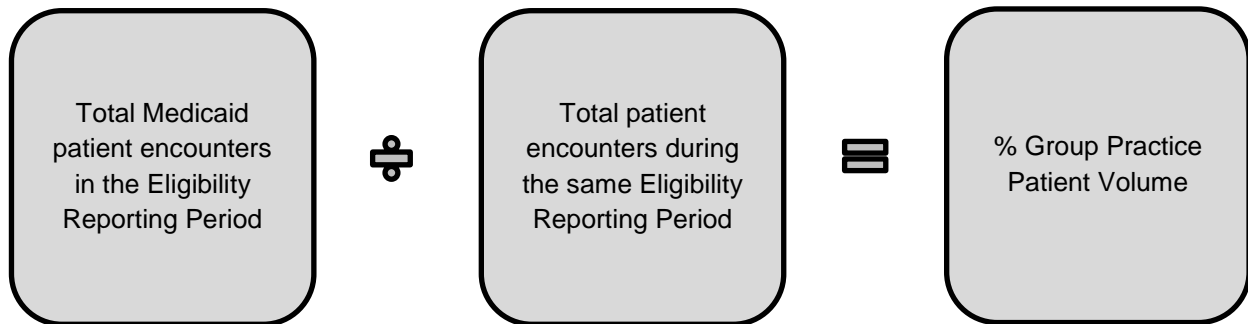 Total Medicaid
patient encounters
in the Eligibility
Reporting Period
÷
Total patient
encounters during
the same Eligibility
Reporting Period
=
% Group Practice
Patient Volume